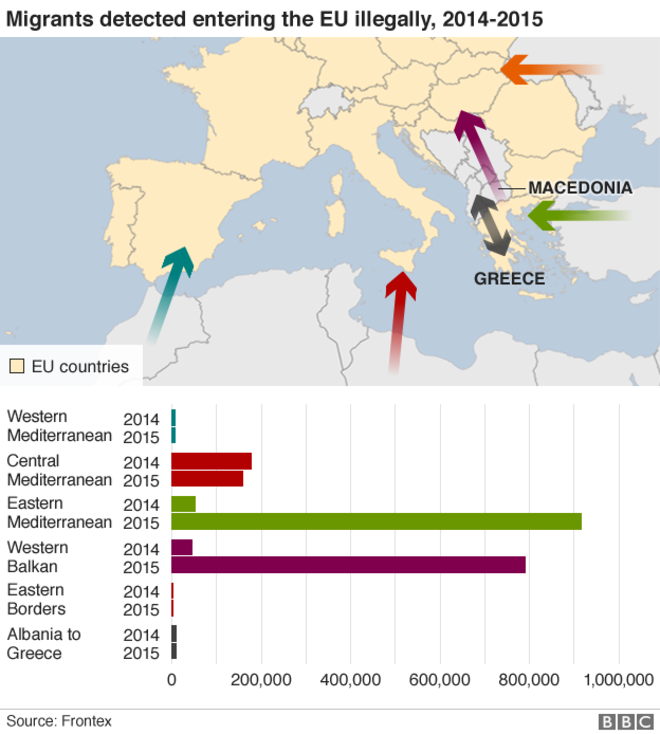 Migrants detected entering the EU illegally, 2014-2015
MACEDONIA
GREECE
EU countries
Western 2014
Mediterranean 2015
Central 2014
Mediterranean 2015
Eastern 2014
Mediterranean 2015
Western 2014
Balkan 2015
Eastern 2014
Borders 2015
Albania to 2014
Greece 2015
0 200,000 400,000 600,000 800,000 1,000,000
Source: Frontex BBC